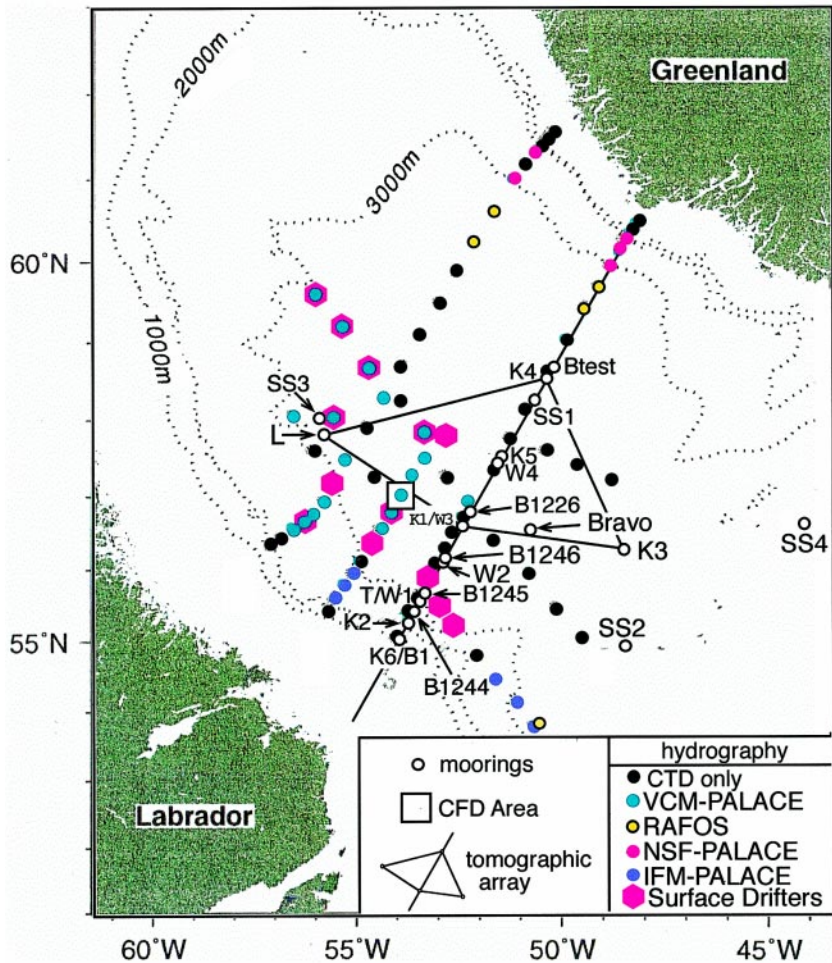 2000m
Greenland
3000m
60°N
1000m
K4
Btest
SS3
SS1
L
K5
W4
B1226
K1/W3
Bravo
B1246
K3
SS4
W2
T/W1
B1245
K2
SS2
55°N
K6/B1
B1244
Labrador
moorings
CFD Area
tomographic
array
hydrography
CTD only
VCM-PALACE
RAFOS
NSF-PALACE
IFM-PALACE
Surface Drifters
60°W
55°W
50°W
45°W